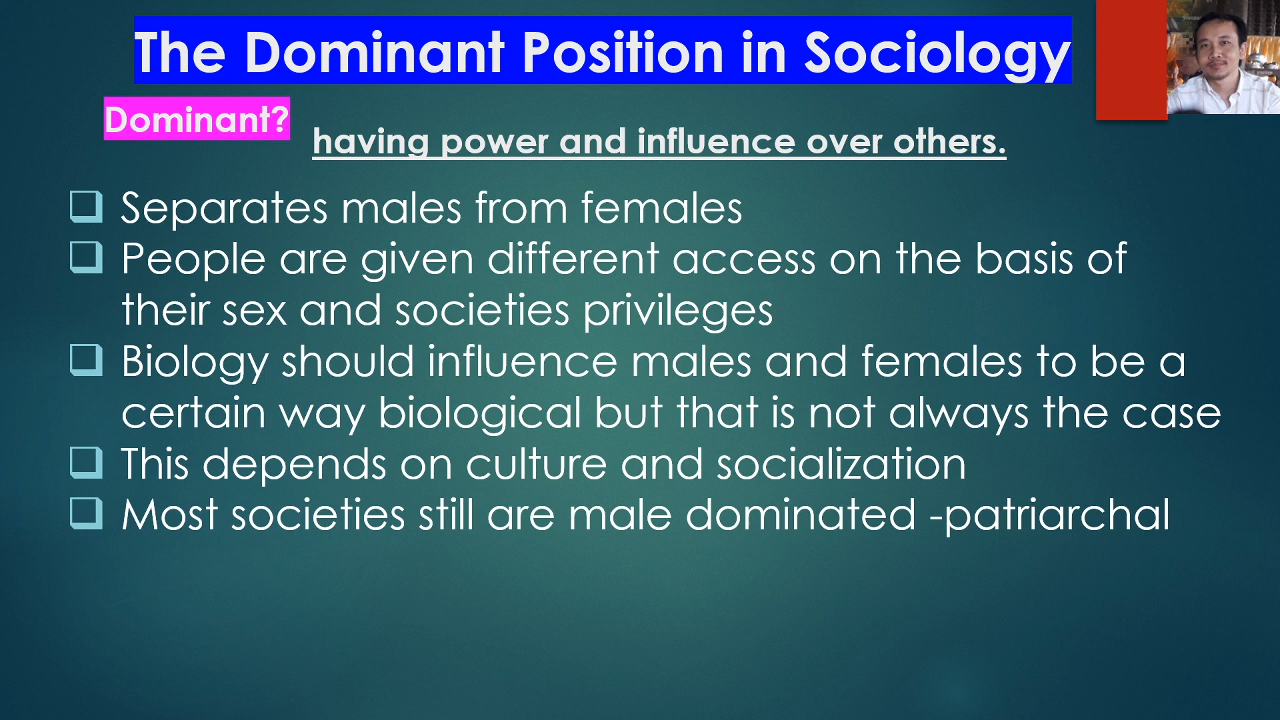 The Dominant Position in Sociology
Dominant?
having power and influence over others.
❑ Separates males from females
❑ People are given different access on the basis of
their sex and societies privileges
❑ Biology should influence males and females to be a
certain way biological but that is not always the case
❑ This depends on culture and socialization
❑ Most societies still are male dominated -patriarchal